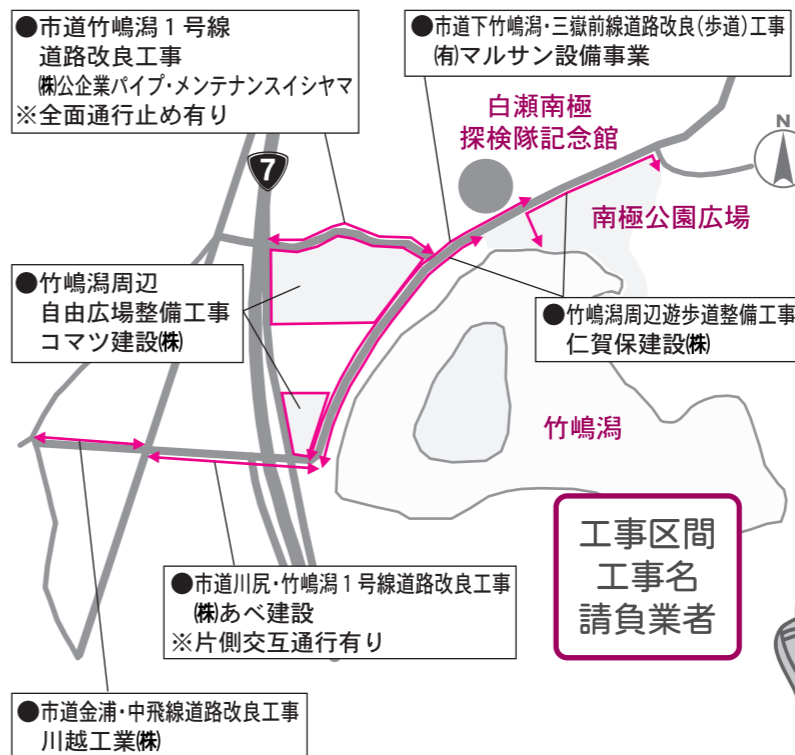 ●市道竹嶋潟1号線
道路改良工事
㈱公企業パイプ・メンテナンスイシヤマ
※全面通行止め有り
●市道下竹嶋潟・三嶽前線道路改良(歩道)工事
㈲マルサン設備事業
白瀬南極
探検隊記念館
N
7
南極公園広場
●竹嶋潟周辺
自由広場整備工事
コマツ建設㈱
●竹嶋潟周辺遊歩道整備工事
仁賀保建設㈱
竹嶋潟
工事区間
工事名
請負業者
●市道川尻・竹嶋潟1号線道路改良工事
㈱あべ建設
※片側交互通行有り
●市道金浦・中飛線道路改良工事
川越工業㈱